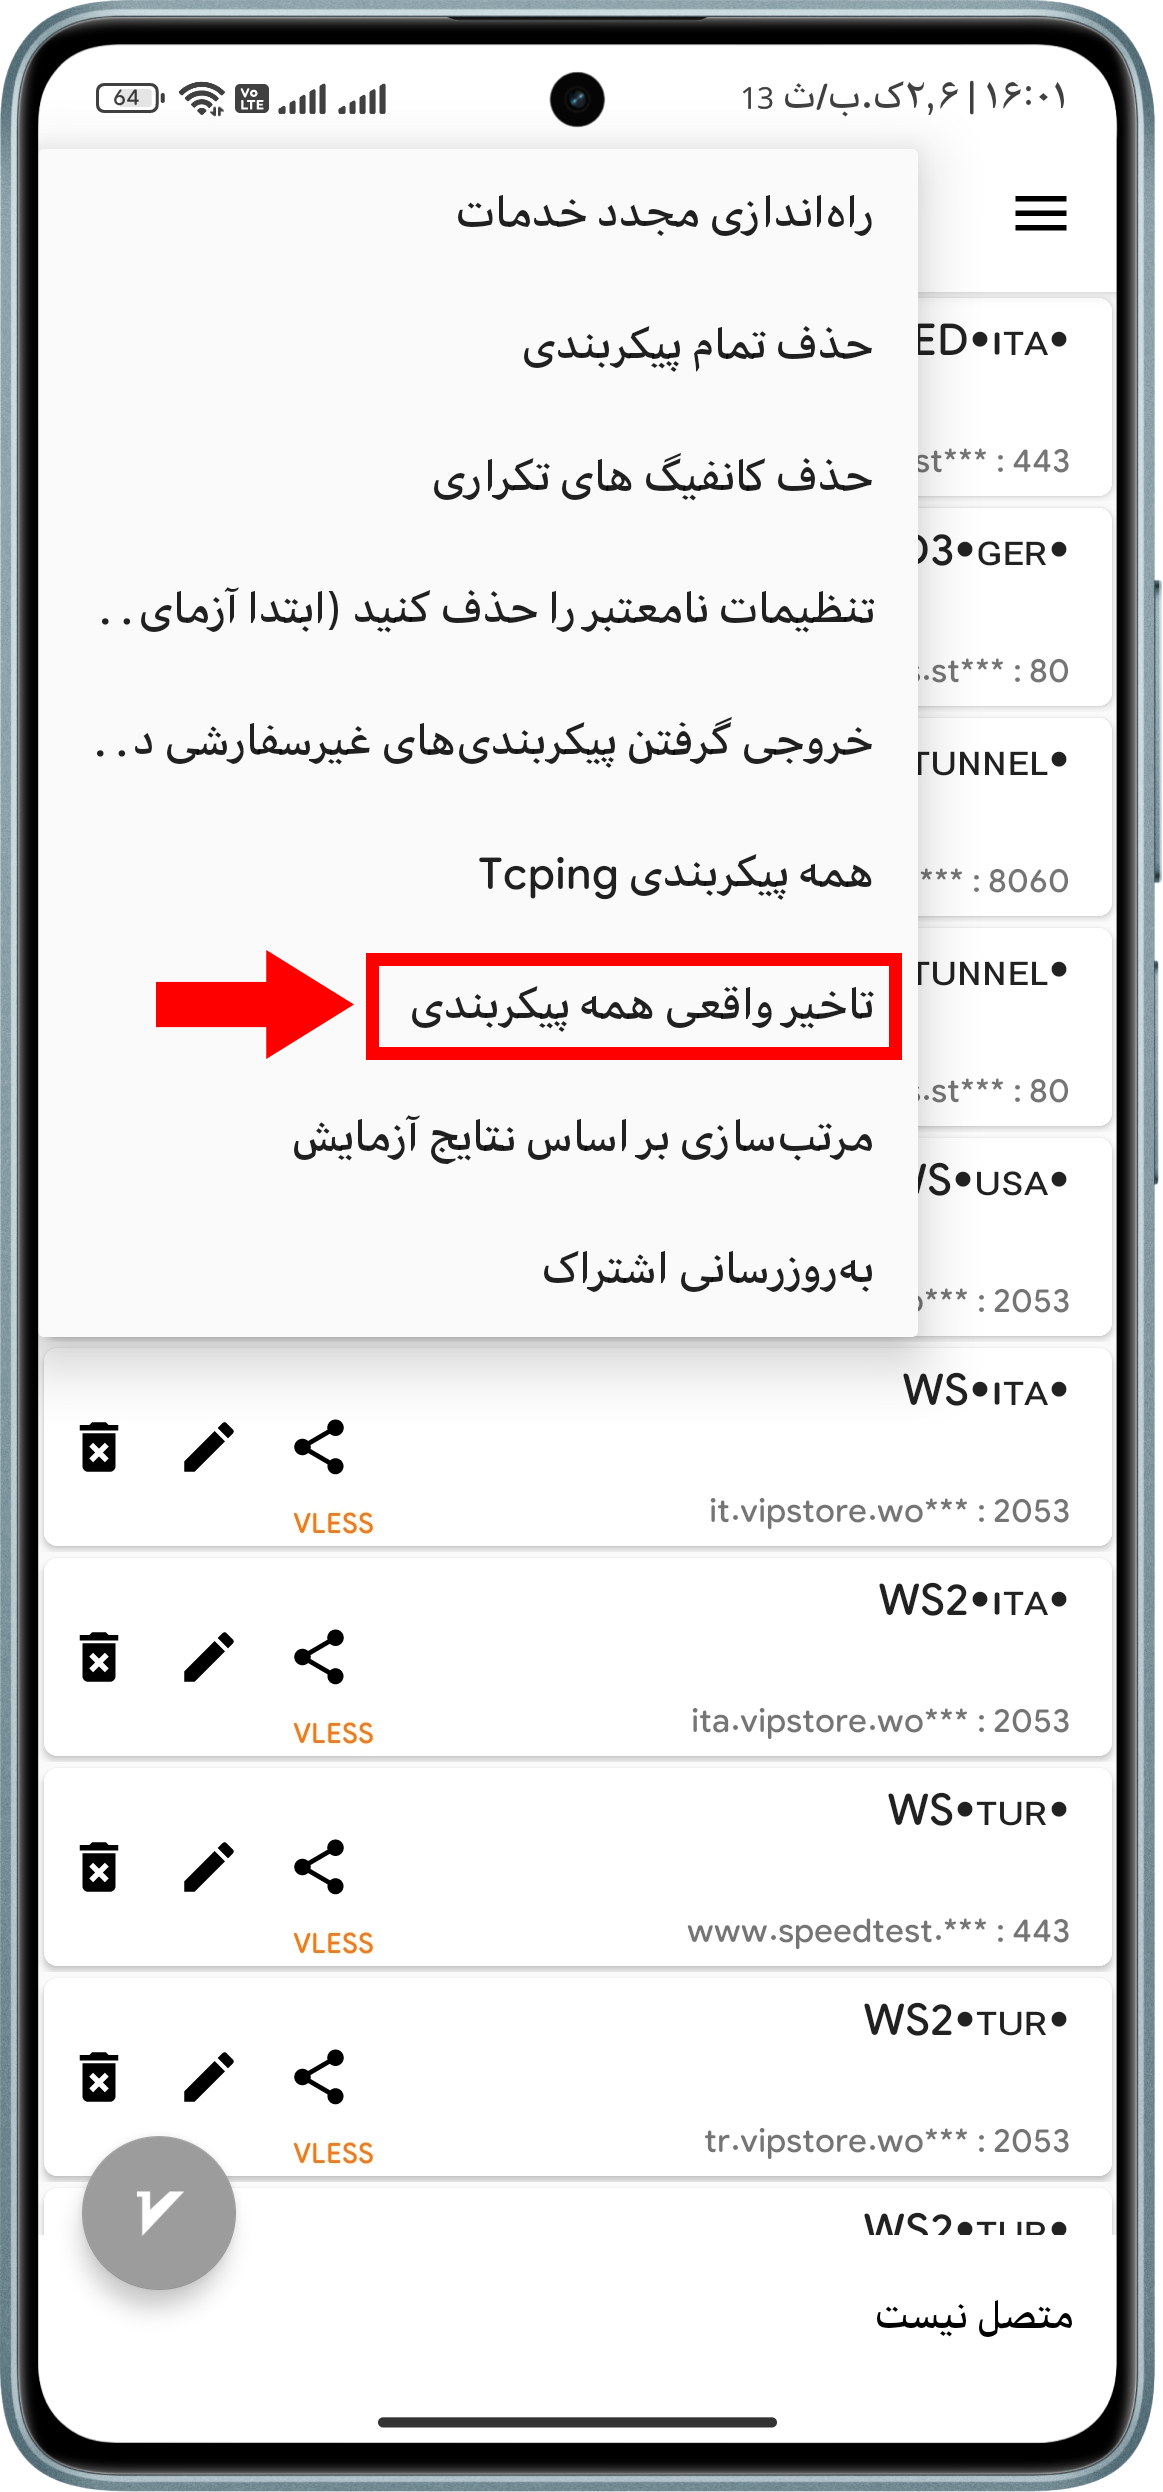 64 Vo LTE 13 ۱۶:۰۱ | ۲,۶ک.ب/ث
راه‌اندازی مجدد خدمات
حذف تمام پیکربندی
حذف کانفیگ های تکراری
تنظیمات نامعتبر را حذف کنید (ابتدا آزمای..
خروجی گرفتن پیکربندی‌های غیرسفارشی د..
همه پیکربندی Tcping
تاخیر واقعی همه پیکربندی
مرتب‌سازی بر اساس نتایج آزمایش
به‌روزرسانی اشتراک
ED•ITA•
st*** : 443
3•GER•
.st*** : 80
TUNNEL•
*** : 8060
TUNNEL•
.st*** : 80
S•USA•
*** : 2053
WS•ITA•
it.vipstore.wo*** : 2053
VLESS
WS2•ITA•
ita.vipstore.wo*** : 2053
VLESS
WS•TUR•
www.speedtest.*** : 443
VLESS
WS2•TUR•
tr.vipstore.wo*** : 2053
VLESS
WS2•TUR•
متصل نیست